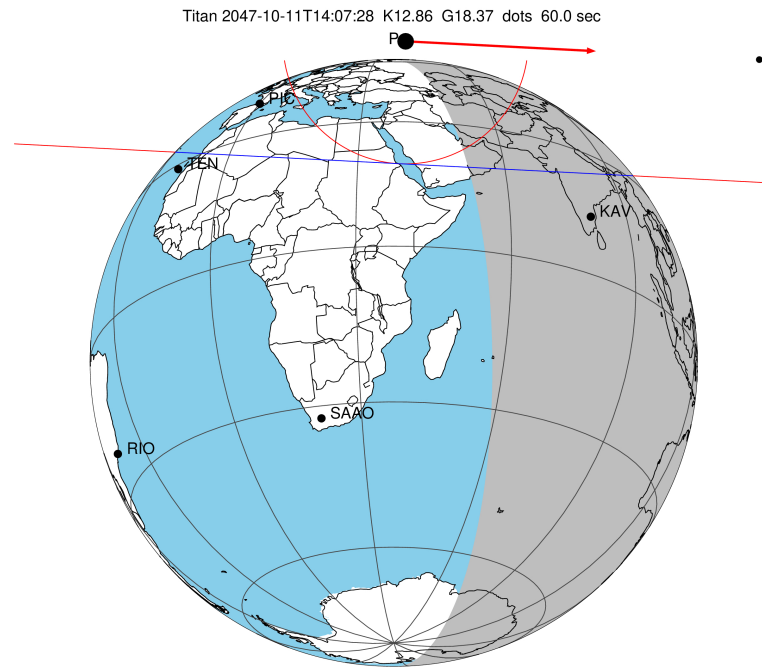 Titan 2047-10-11T14:07:28 K12.86 G18.37 dots 60.0 sec
P
PIC
TEN
KAV
SAAO
RIO